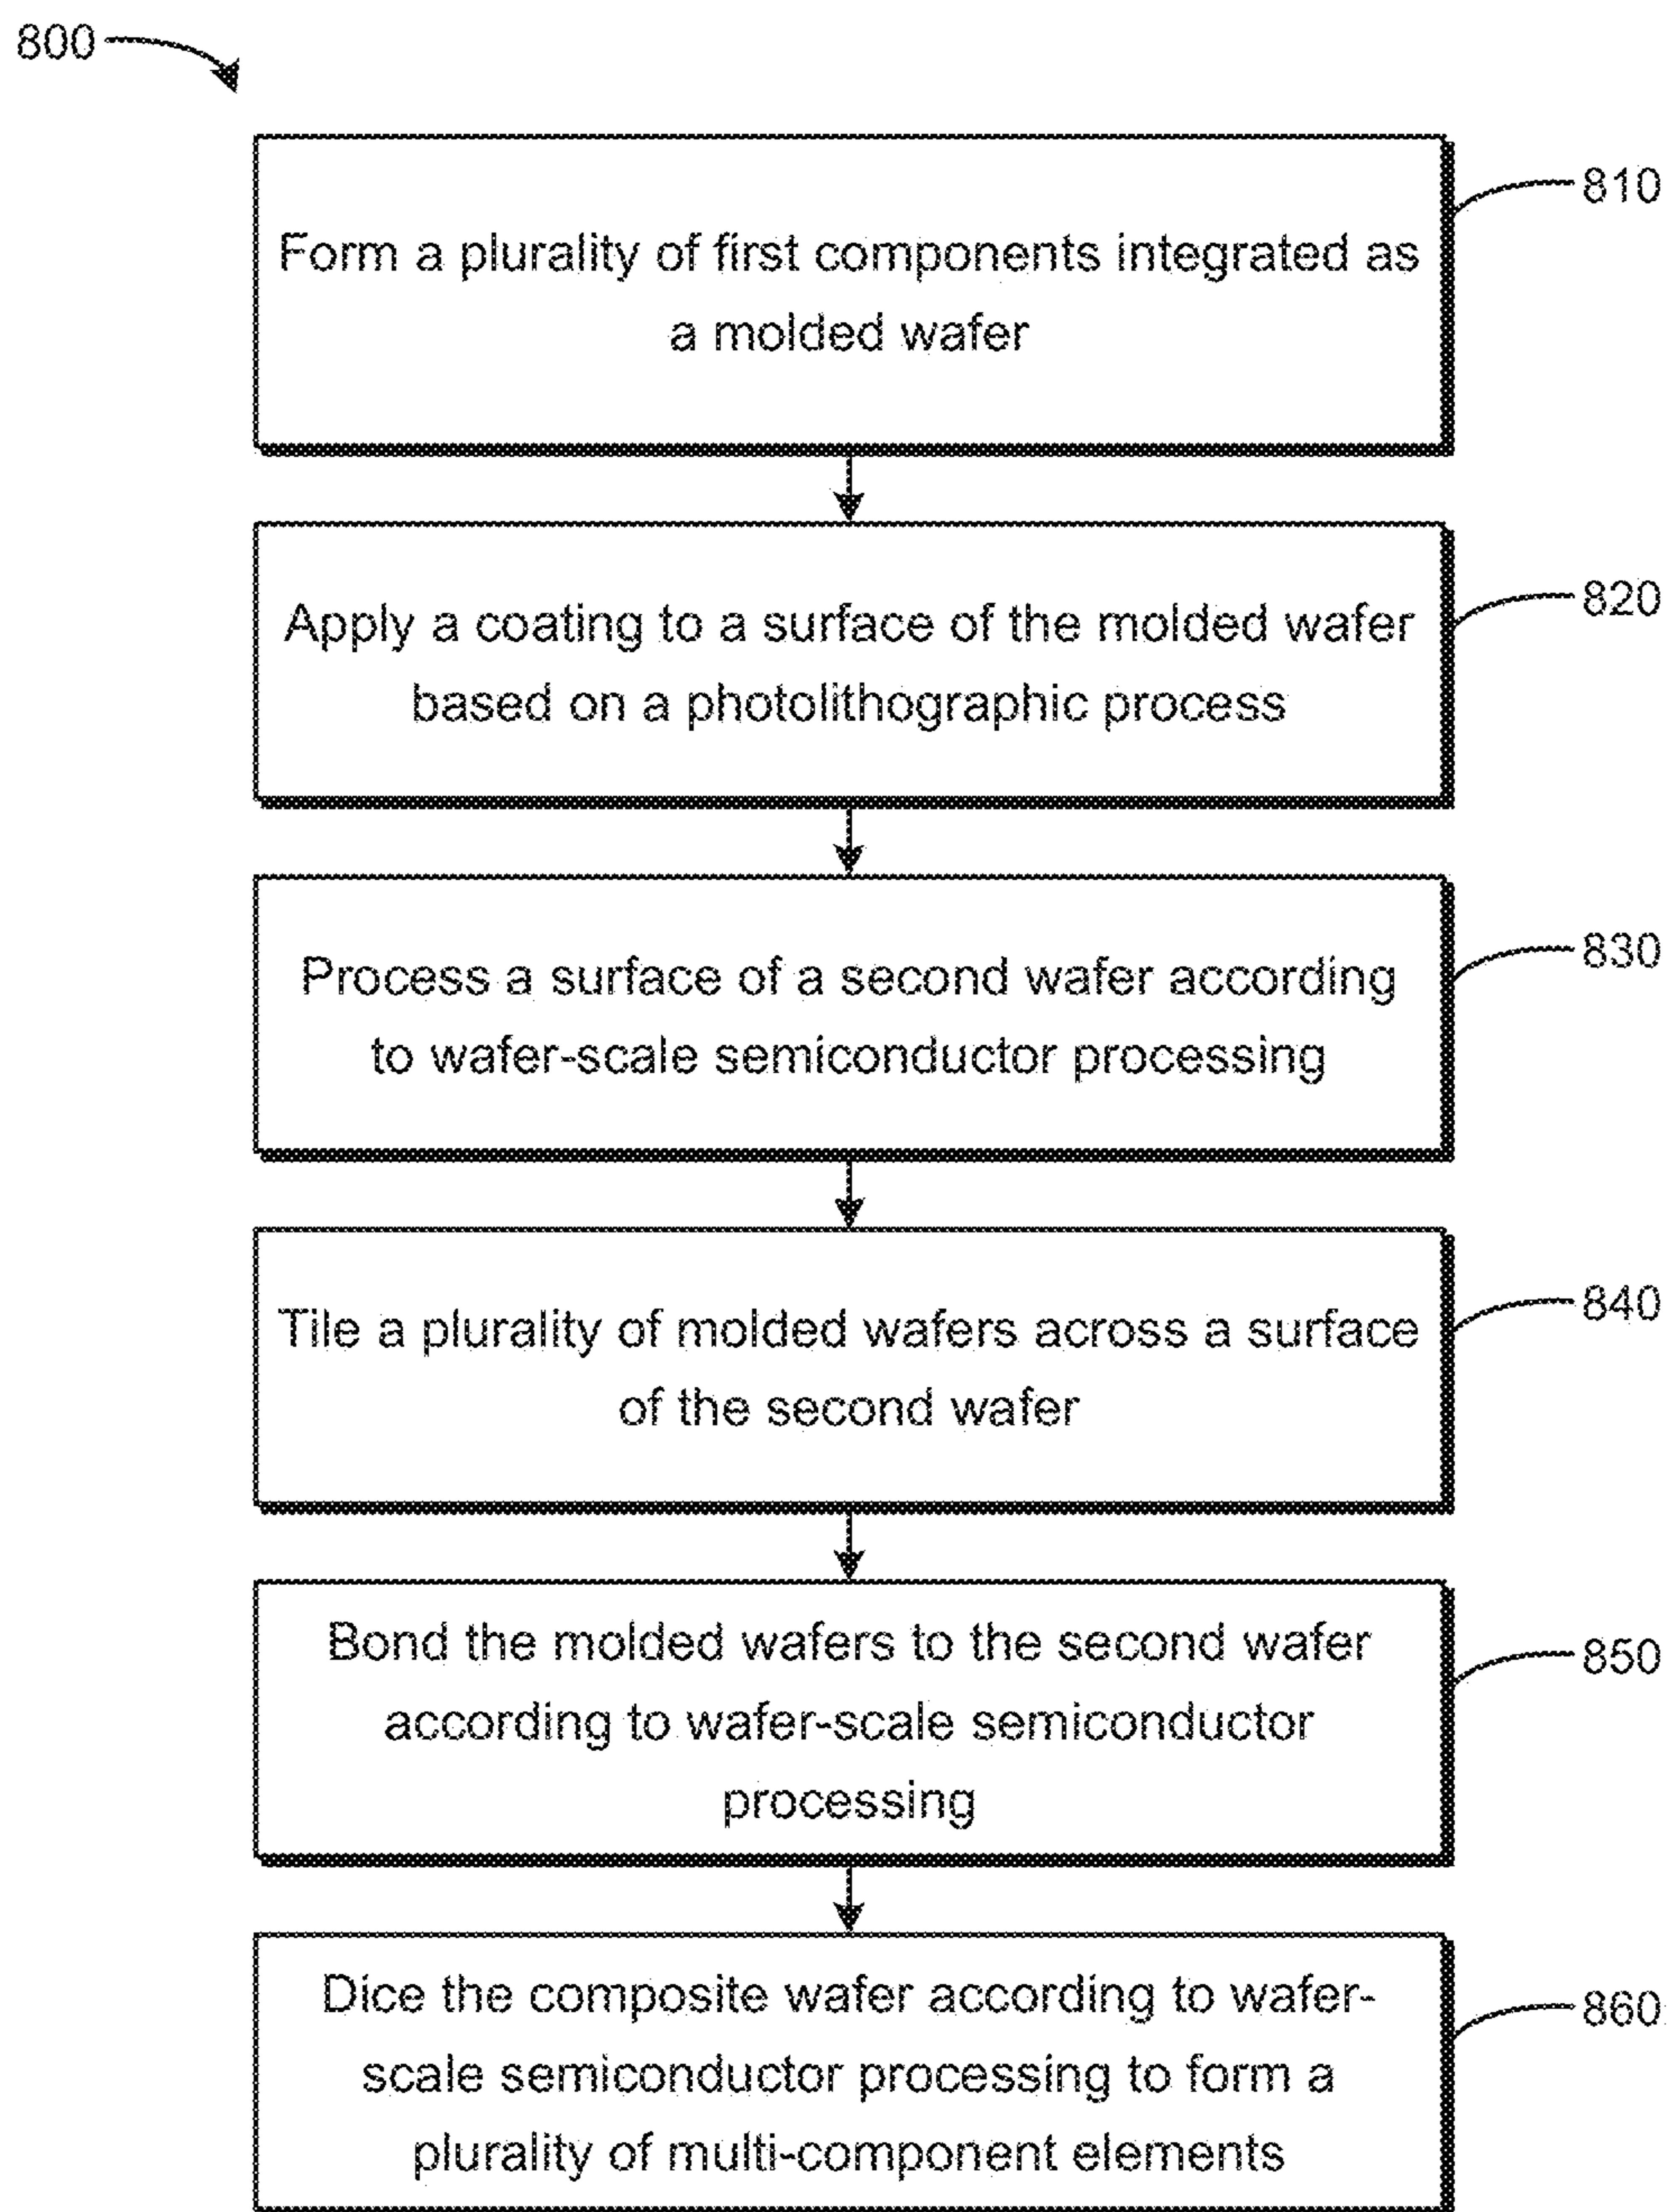 800
810
Form a plurality of first components integrated as
a molded wafer
820
Apply a coating to a surface of the molded wafer
based on a photolithographic process
830
Process a surface of a second wafer according
to wafer-scale semiconductor processing
840
Tile a plurality of molded wafers across a surface
of the second wafer
850
Bond the molded wafers to the second wafer
according to wafer-scale semiconductor
processing
860
Dice the composite wafer according to wafer-
scale semiconductor processing to form a
plurality of multi-component elements